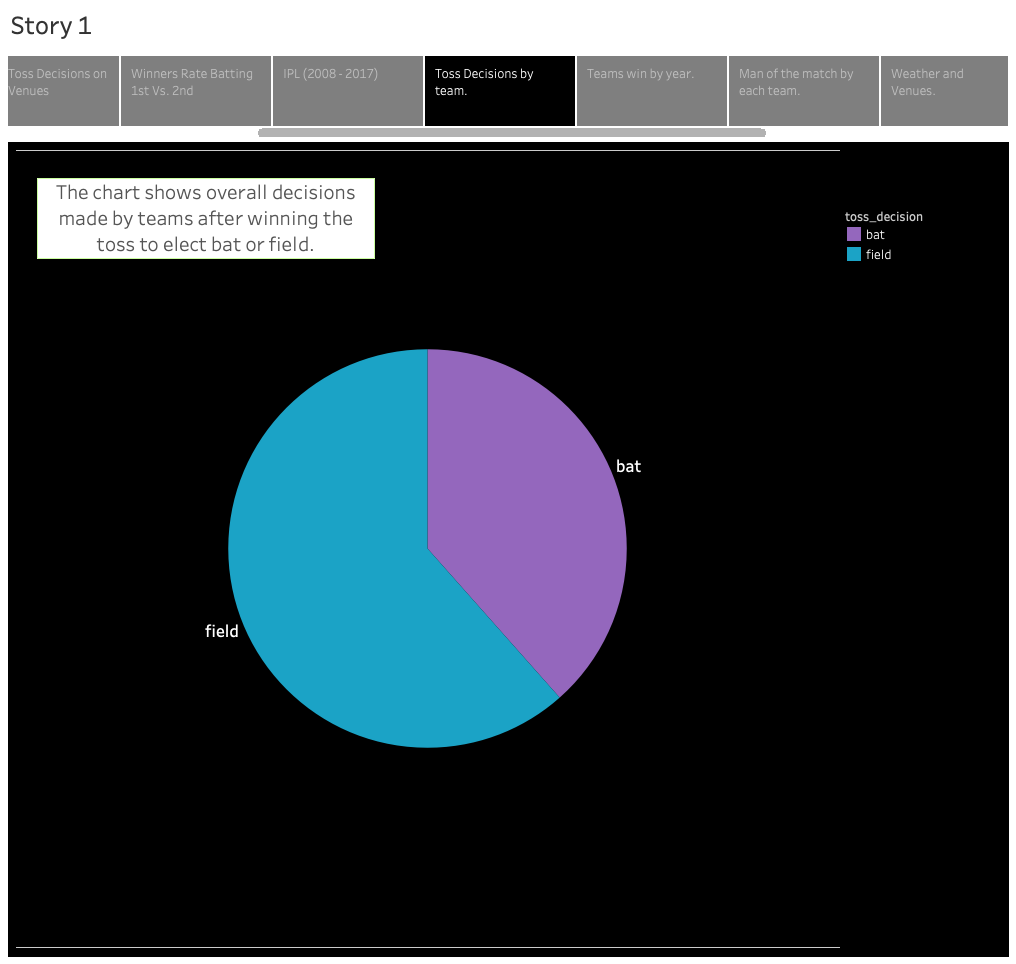 Story 1
Toss Decisions on
Venues
Winners Rate Batting
1st Vs. 2nd
IPL (2008 - 2017)
Toss Decisions by
team.
Teams win by year.
Man of the match by
each team.
Weather and
Venues.
The chart shows overall decisions
made by teams after winning the
toss to elect bat or field.
toss_decision
bat
field
bat
field